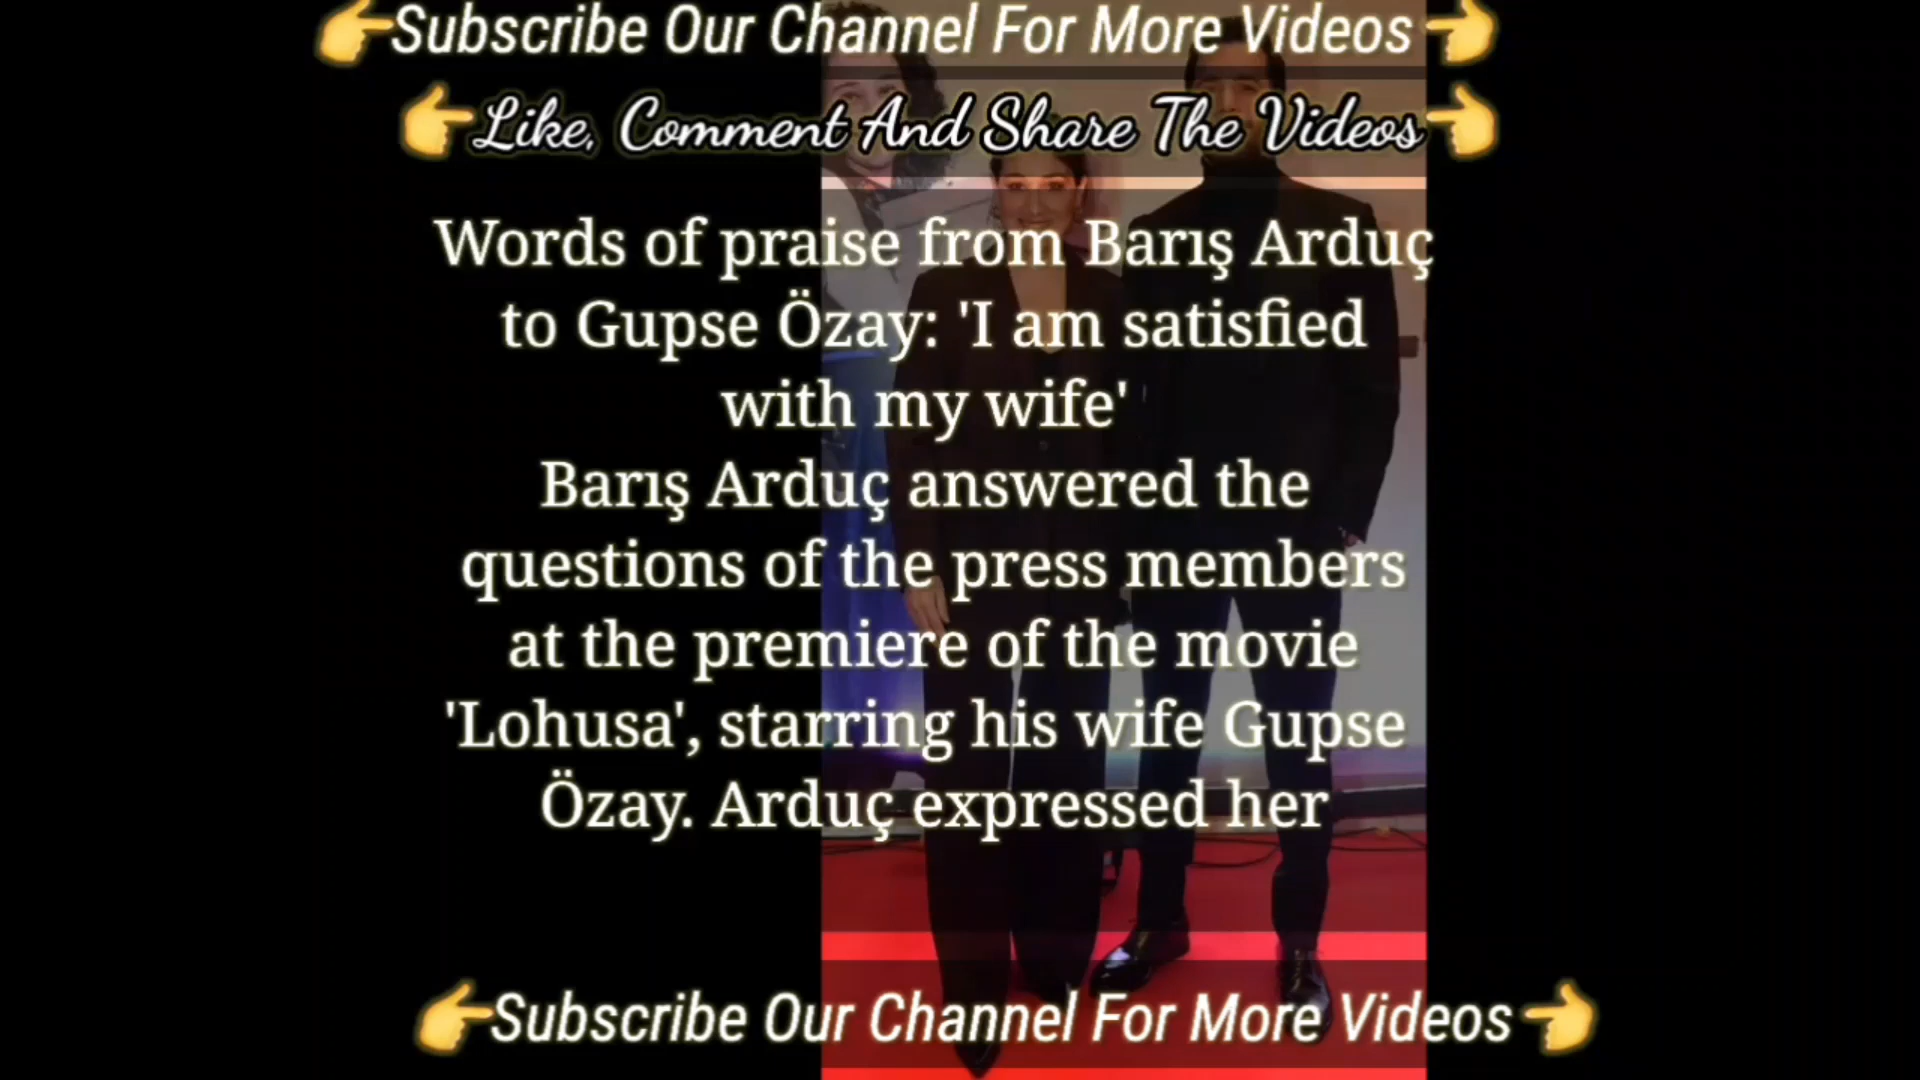 👉Subscribe Our Channel For More Videos👈
👉Like, Comment And Share The Videos👈
Words of praise from Barış Arduç
to Gupse Özay: 'I am satisfied
with my wife'
Barış Arduç answered the
questions of the press members
at the premiere of the movie
'Lohusa', starring his wife Gupse
Özay. Arduç expressed her
👉Subscribe Our Channel For More Videos👈